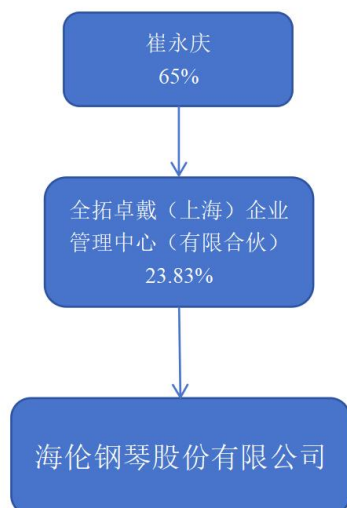 崔永庆
65%
全拓卓戴（上海）企业
管理中心（有限合伙）
23.83%
海伦钢琴股份有限公司